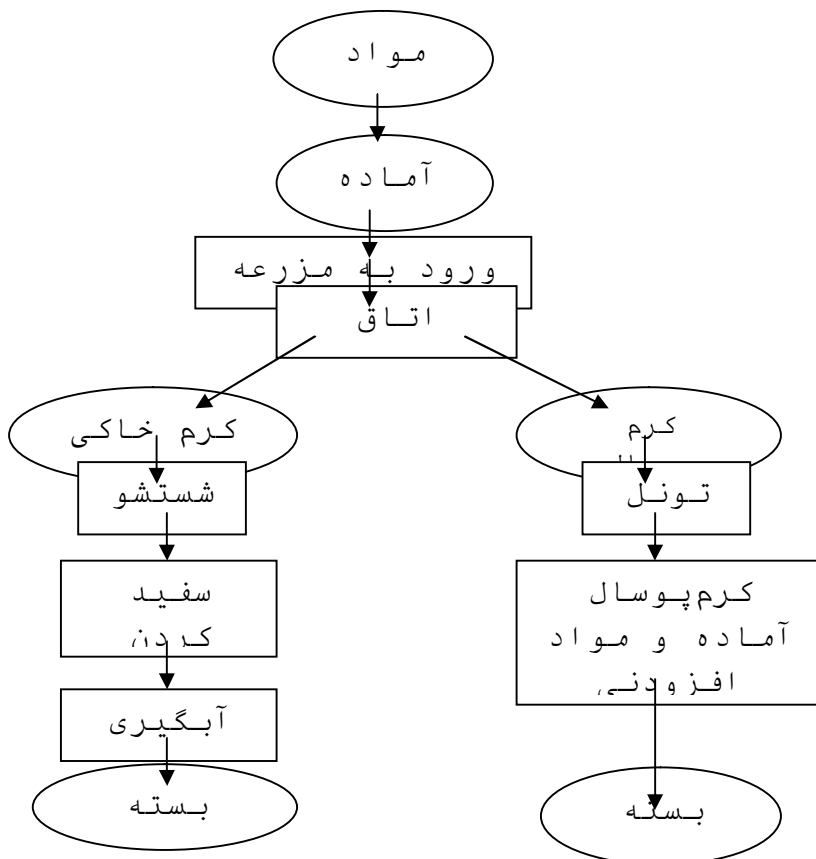 مواد
آماده
ورود به مزرعه
اتاق
کرم خاکی
شستشو
سفید
کردن
آبگیری
بسته
کرم
تونل
کرم‌پوسال
آماده و مواد
افزودنی
بسته